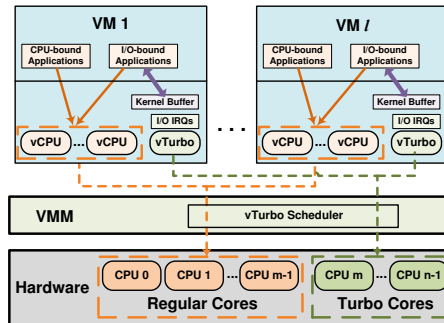 VM 1
VM l
CPU-bound Applications
I/O-bound Applications
CPU-bound Applications
I/O-bound Applications
Kernel Buffer
Kernel Buffer
I/O IRQs
I/O IRQs
vCPU ... vCPU
vTurbo
...
vCPU ... vCPU
vTurbo
VMM
vTurbo Scheduler
Hardware
CPU 0
CPU 1
... CPU m-1
CPU m ... CPU n-1
Regular Cores
Turbo Cores